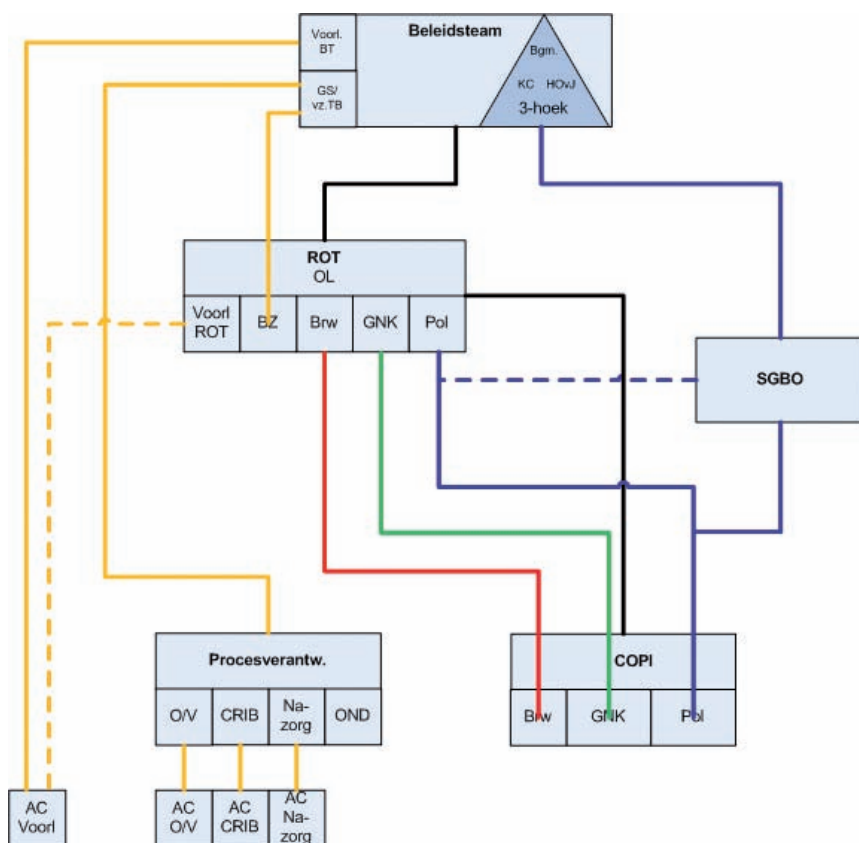 Voorl.
BT
Beleidsteam
GS/
vz.TB
Bgm.
KC HOvJ
3-hoek
ROT
OL
Voorl
ROT
BZ
Brw
GNK
Pol
SGBO
Procesverantw.
O/V
CRIB
Na-
zorg
OND
COPI
Brw
GNK
Pol
AC
Voorl
AC
O/V
AC
CRIB
AC
Na-
zorg